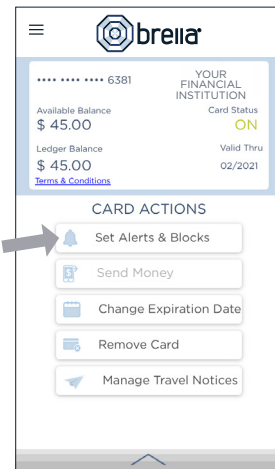 brella
•••• •••• •••• 6381
YOUR
FINANCIAL
INSTITUTION
Available Balance
Card Status
$ 45.00
ON
Ledger Balance
Valid Thru
$ 45.00
02/2021
Terms & Conditions
CARD ACTIONS
Set Alerts & Blocks
Send Money
Change Expiration Date
Remove Card
Manage Travel Notices